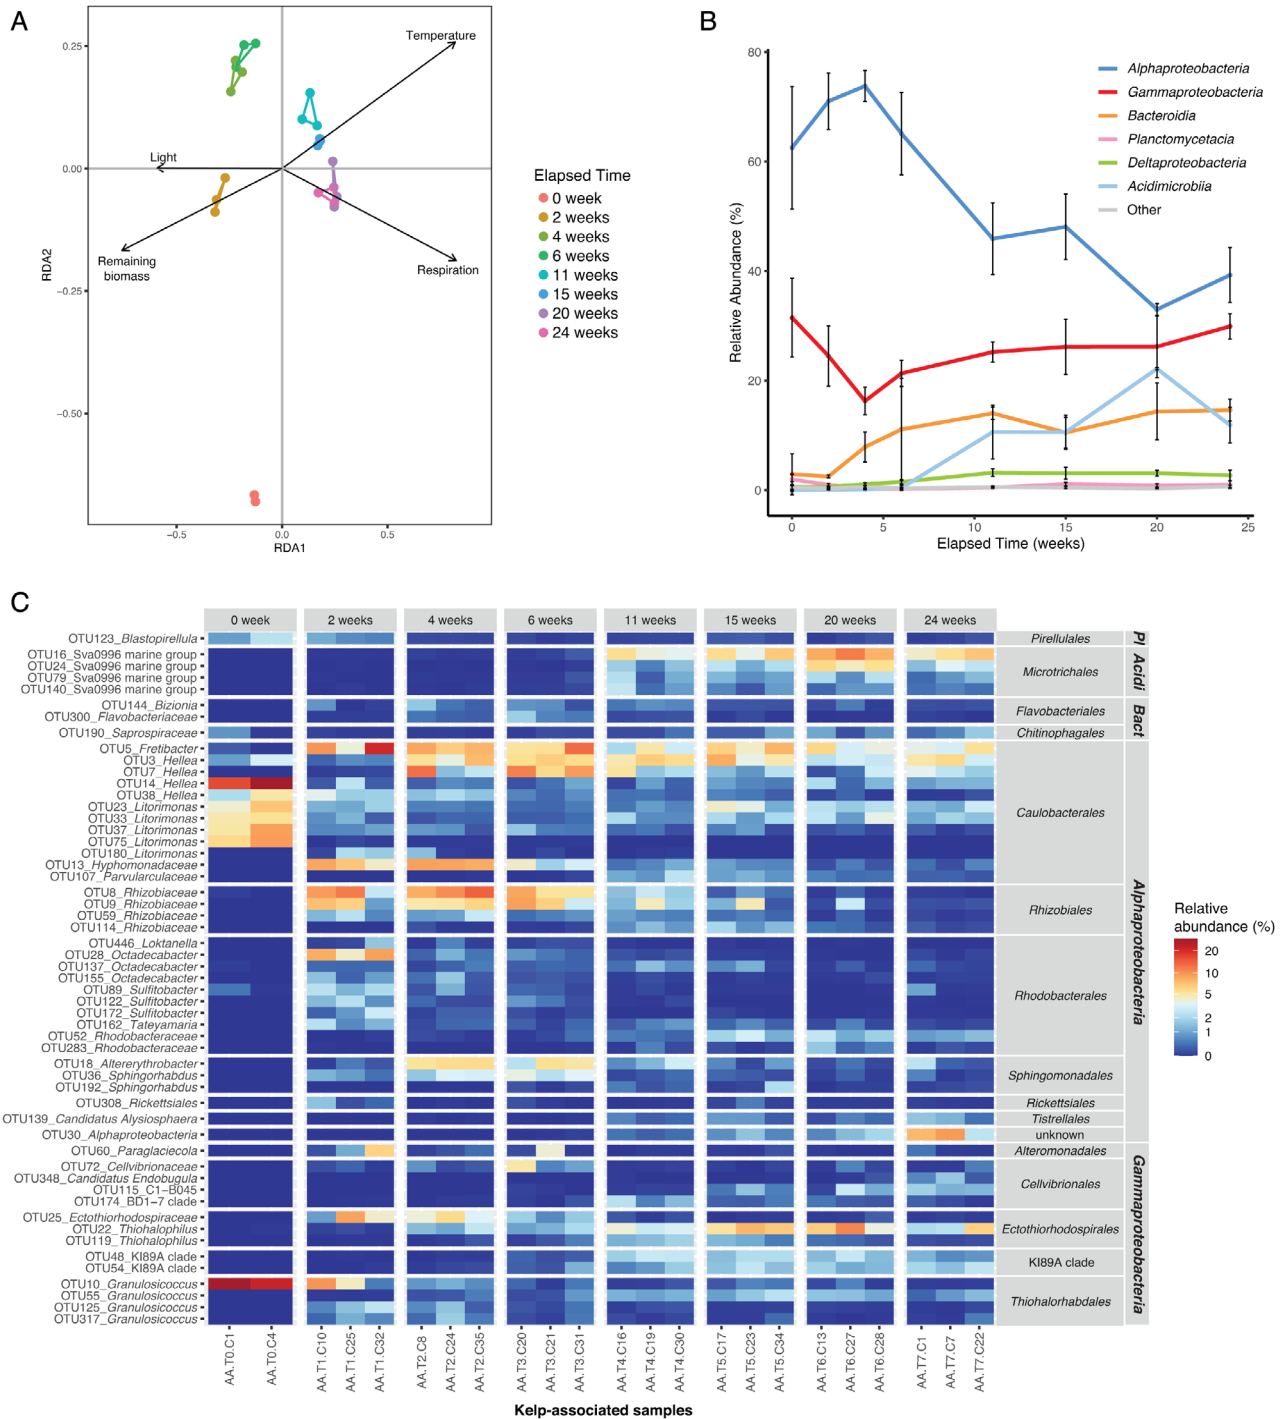 A
0.25
0.00
−0.25
−0.50
−0.5
0.0
0.5
RDA2
RDA1
Temperature
Light
Remaining
biomass
Respiration
Elapsed Time
0 week
2 weeks
4 weeks
6 weeks
11 weeks
15 weeks
20 weeks
24 weeks
B
80
60
40
20
0
0
5
10
15
20
25
Relative Abundance (%)
Elapsed Time (weeks)
Alphaproteobacteria
Gammaproteobacteria
Bacteroidia
Planctomycetacia
Deltaproteobacteria
Acidimicrobiia
Other
C
0 week
2 weeks
4 weeks
6 weeks
11 weeks
15 weeks
20 weeks
24 weeks
OTU123_Blastopirellula
OTU16_Sva0996 marine group
OTU24_Sva0996 marine group
OTU79_Sva0996 marine group
OTU140_Sva0996 marine group
OTU144_Bizionia
OTU300_Flavobacteriaceae
OTU190_Saprospiraceae
OTU5_Fretibacter
OTU3_Hellea
OTU7_Hellea
OTU14_Hellea
OTU38_Hellea
OTU23_Litorimonas
OTU33_Litorimonas
OTU37_Litorimonas
OTU75_Litorimonas
OTU180_Litorimonas
OTU13_Hyphomonadaceae
OTU107_Parvularculaceae
OTU8_Rhizobiaceae
OTU9_Rhizobiaceae
OTU59_Rhizobiaceae
OTU114_Rhizobiaceae
OTU446_Loktanella
OTU28_Octadecabacter
OTU137_Octadecabacter
OTU155_Octadecabacter
OTU89_Sulfitobacter
OTU122_Sulfitobacter
OTU172_Sulfitobacter
OTU162_Tateyamaria
OTU52_Rhodobacteraceae
OTU283_Rhodobacteraceae
OTU18_Altererythrobacter
OTU36_Sphingorhabdus
OTU192_Sphingorhabdus
OTU308_Rickettsiales
OTU139_Candidatus Alysiosphaera
OTU30_Alphaproteobacteria
OTU60_Paraglaciecola
OTU72_Cellvibrionaceae
OTU348_Candidatus Endobugula
OTU115_C1−B045
OTU174_BD1−7 clade
OTU25_Ectothiorhodospiraceae
OTU22_Thiohalophilus
OTU119_Thiohalophilus
OTU48_KI89A clade
OTU54_KI89A clade
OTU10_Granulosicoccus
OTU55_Granulosicoccus
OTU125_Granulosicoccus
OTU317_Granulosicoccus
Pirellulales
Microtrichales
Flavobacteriales
Chitinophagales
Caulobacterales
Rhizobiales
Rhodobacterales
Sphingomonadales
Rickettsiales
Tistrellales
unknown
Alteromonadales
Cellvibrionales
Ectothiorhodospirales
KI89A clade
Thiohalorhabdales
Pl
Acidi
Bact
Alphaproteobacteria
Gammaproteobacteria
Relative
abundance (%)
20
10
5
2
1
0
AA.T0.C1
AA.T0.C4
AA.T1.C10
AA.T1.C25
AA.T1.C32
AA.T2.C8
AA.T2.C24
AA.T2.C35
AA.T3.C20
AA.T3.C21
AA.T3.C31
AA.T4.C16
AA.T4.C19
AA.T4.C30
AA.T5.C17
AA.T5.C23
AA.T5.C34
AA.T6.C13
AA.T6.C27
AA.T6.C28
AA.T7.C1
AA.T7.C7
AA.T7.C22
Kelp-associated samples